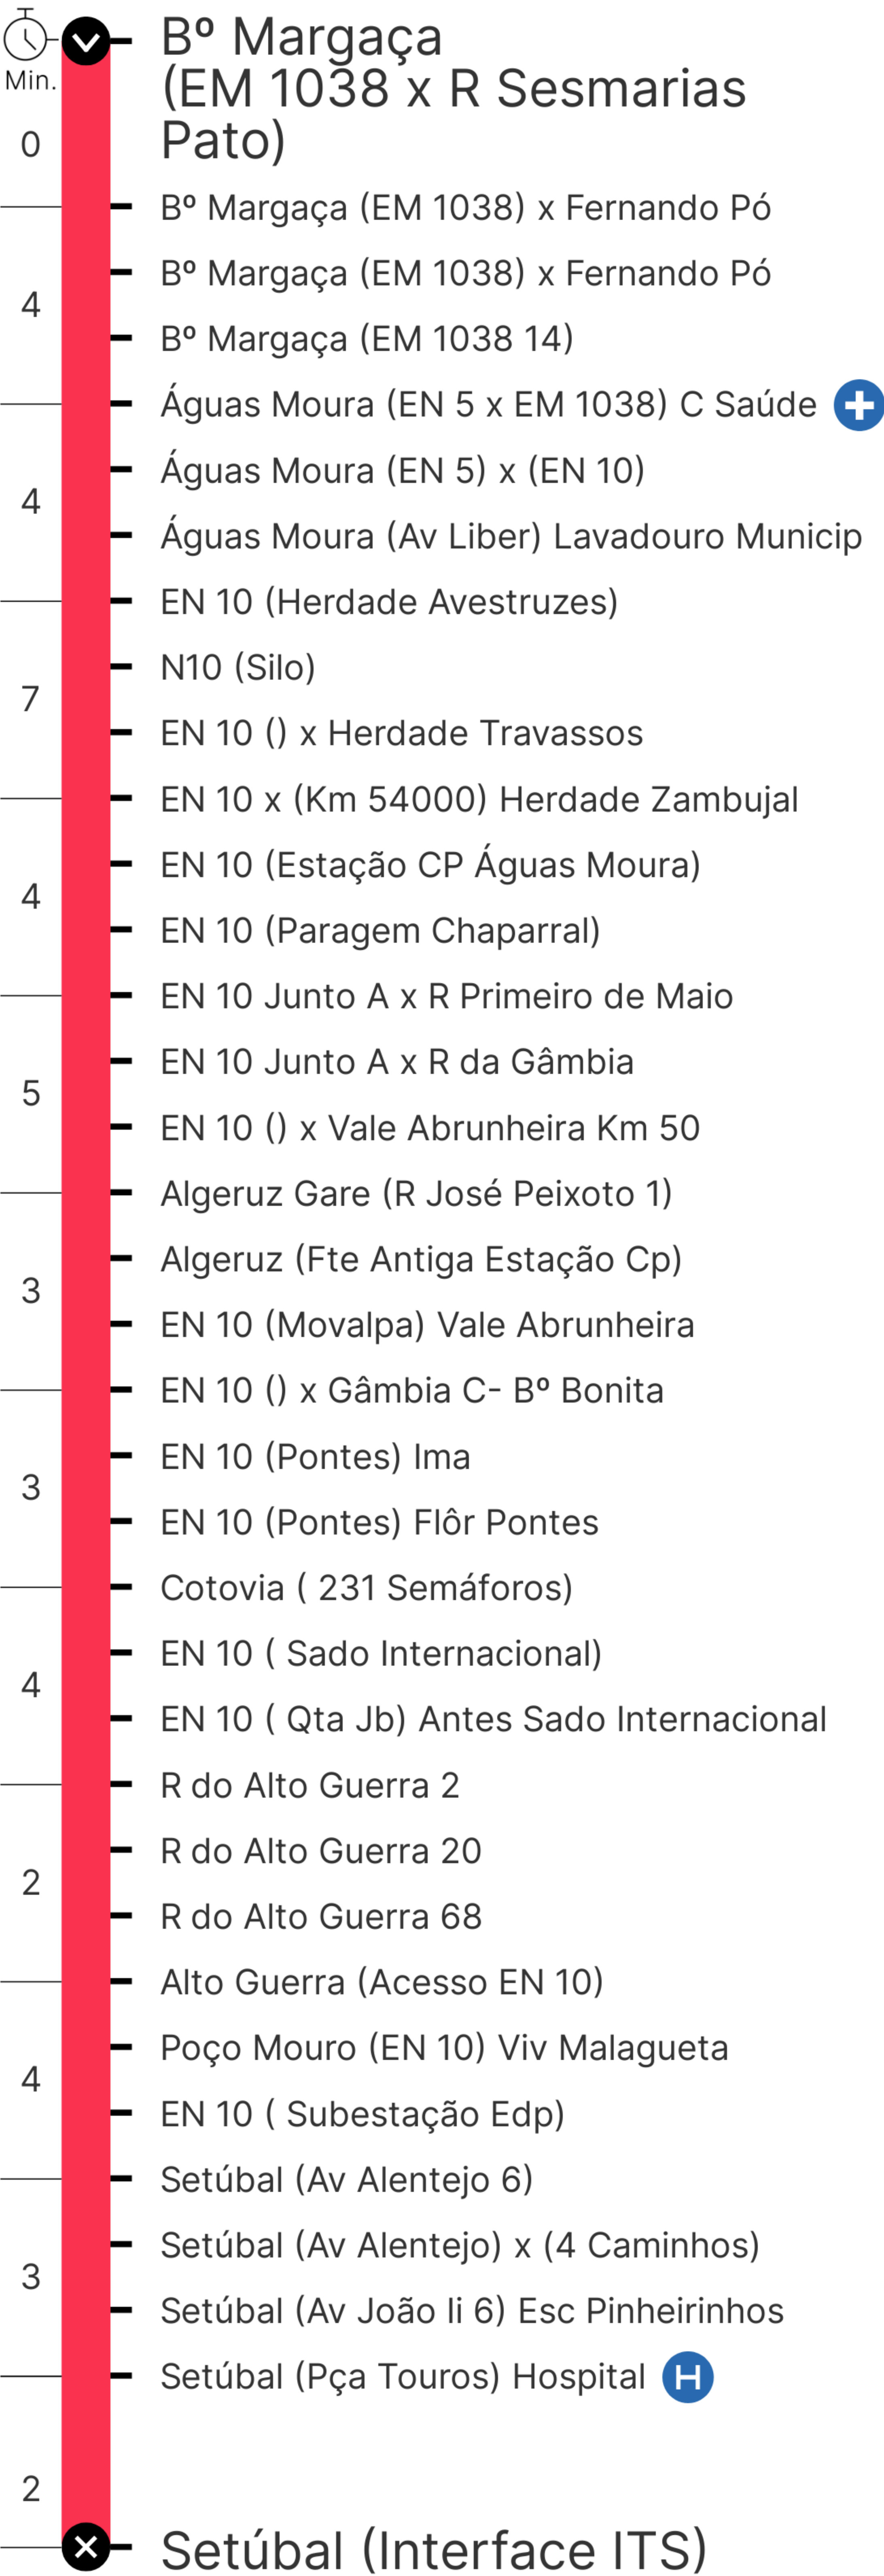 Min.
Bº Margaça
(EM 1038 x R Sesmarias
Pato)
0
Bº Margaça (EM 1038) x Fernando Pó
Bº Margaça (EM 1038) x Fernando Pó
4
Bº Margaça (EM 1038 14)
Águas Moura (EN 5 x EM 1038) C Saúde
Águas Moura (EN 5) x (EN 10)
4
Águas Moura (Av Liber) Lavadouro Municip
EN 10 (Herdade Avestruzes)
N10 (Silo)
7
EN 10 () x Herdade Travassos
EN 10 x (Km 54000) Herdade Zambujal
EN 10 (Estação CP Águas Moura)
4
EN 10 (Paragem Chaparral)
EN 10 Junto A x R Primeiro de Maio
EN 10 Junto A x R da Gâmbia
5
EN 10 () x Vale Abrunheira Km 50
Algeruz Gare (R José Peixoto 1)
Algeruz (Fte Antiga Estação Cp)
3
EN 10 (Movalpa) Vale Abrunheira
EN 10 () x Gâmbia C- Bº Bonita
EN 10 (Pontes) Ima
3
EN 10 (Pontes) Flôr Pontes
Cotovia ( 231 Semáforos)
EN 10 ( Sado Internacional)
4
EN 10 ( Qta Jb) Antes Sado Internacional
R do Alto Guerra 2
R do Alto Guerra 20
2
R do Alto Guerra 68
Alto Guerra (Acesso EN 10)
Poço Mouro (EN 10) Viv Malagueta
4
EN 10 ( Subestação Edp)
Setúbal (Av Alentejo 6)
Setúbal (Av Alentejo) x (4 Caminhos)
3
Setúbal (Av João Ii 6) Esc Pinheirinhos
Setúbal (Pça Touros) Hospital H
2
Setúbal (Interface ITS)